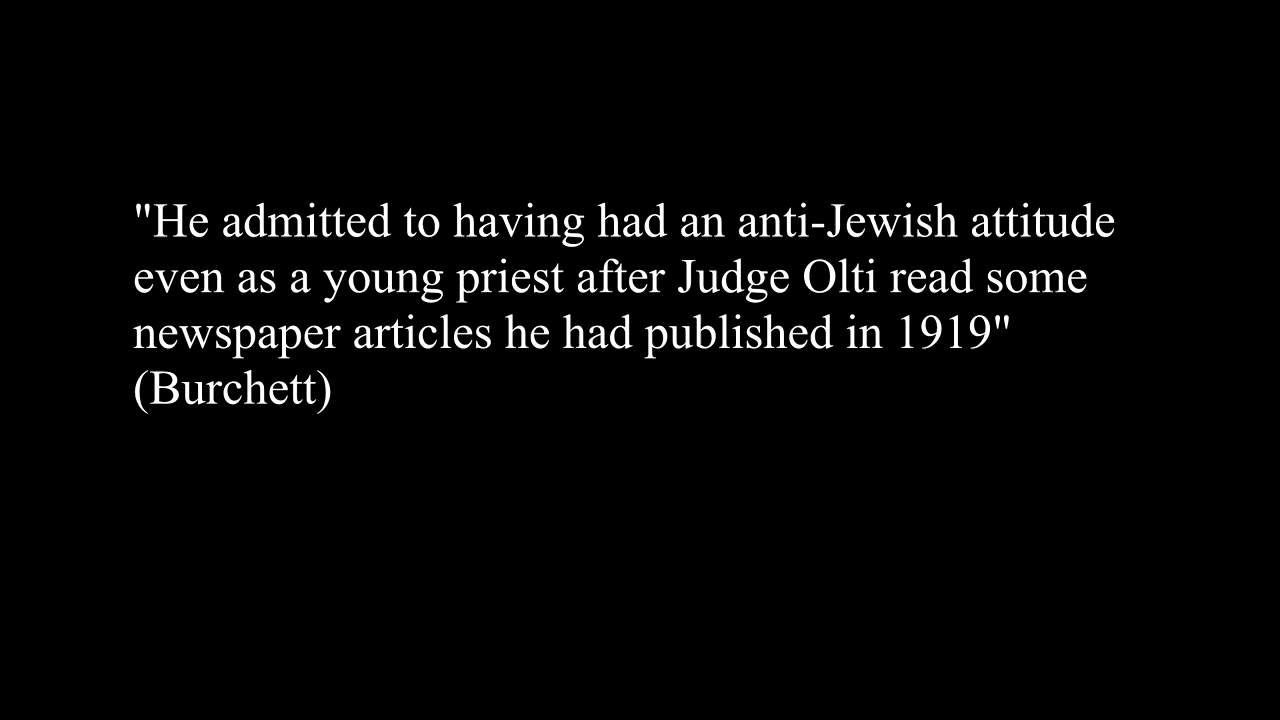 "He admitted to having had an anti-Jewish attitude
even as a young priest after Judge Olti read some
newspaper articles he had published in 1919"
(Burchett)